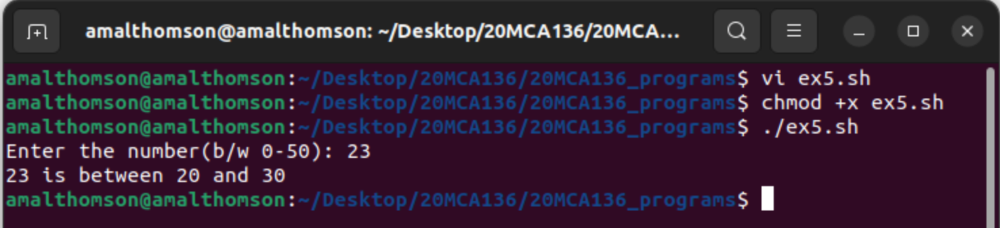 amalthomson@amalthomson: ~/Desktop/20MCA136/20MCA...
amalthomson@amalthomson:~/Desktop/20MCA136/20MCA136_programs$ vi ex5.sh
amalthomson@amalthomson:~/Desktop/20MCA136/20MCA136_programs$ chmod +x ex5.sh
amalthomson@amalthomson:~/Desktop/20MCA136/20MCA136_programs$ ./ex5.sh
Enter the number(b/w 0-50): 23
23 is between 20 and 30
amalthomson@amalthomson:~/Desktop/20MCA136/20MCA136_programs$